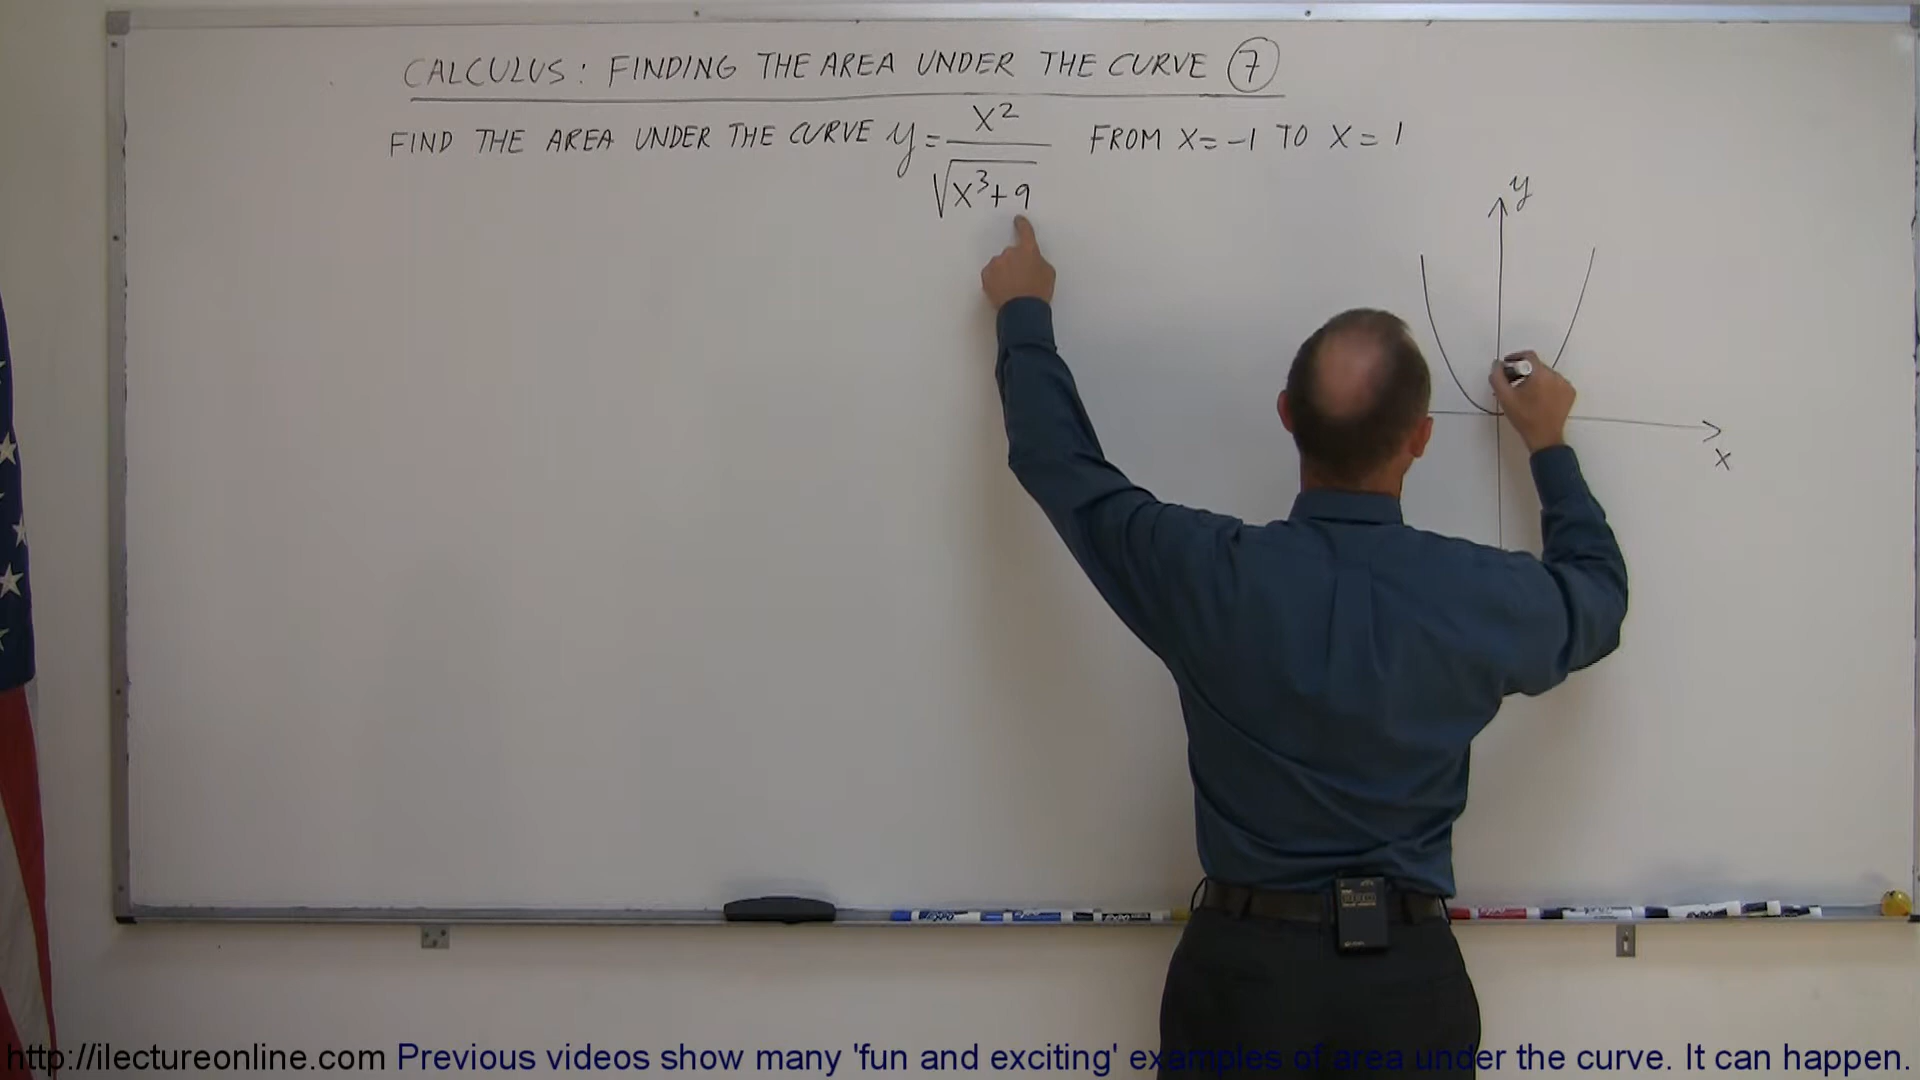 CALCULUS: FINDING THE AREA UNDER THE CURVE 7
FIND THE AREA UNDER THE CURVE y = x² / √(x³+9) FROM X = -1 TO X = 1
y
x
http://ilectureonline.com Previous videos show many 'fun and exciting' examples of area under the curve. It can happen.